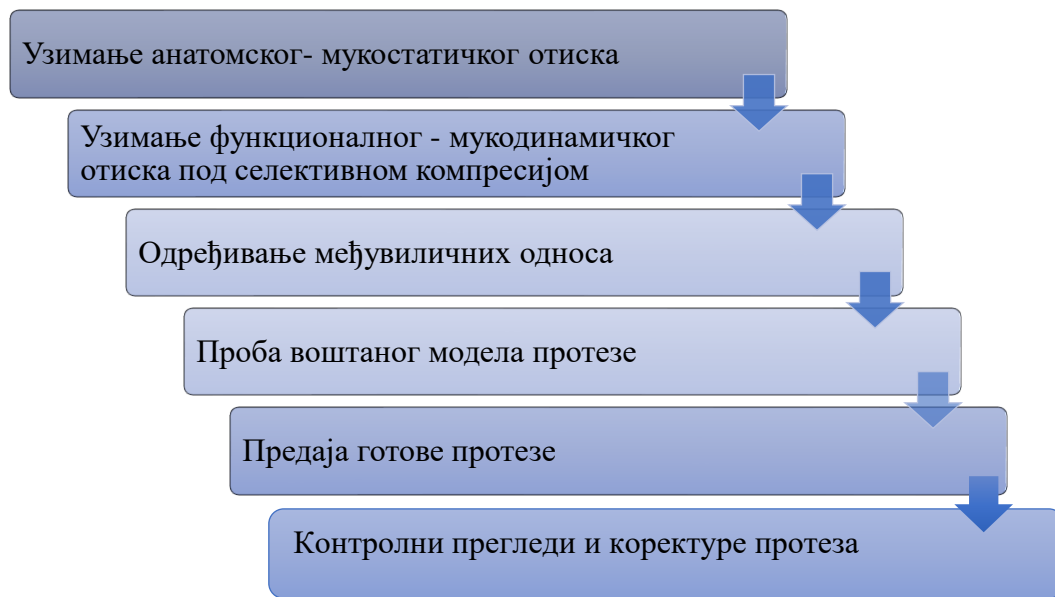 Узимање анатомског- мукостатичког отиска
Узимање функционалног - мукодинамичког
отиска под селективном компресијом
Одређивање међувиличних односа
Проба воштаног модела протезе
Предаја готове протезе
Контролни прегледи и коректуре протеза